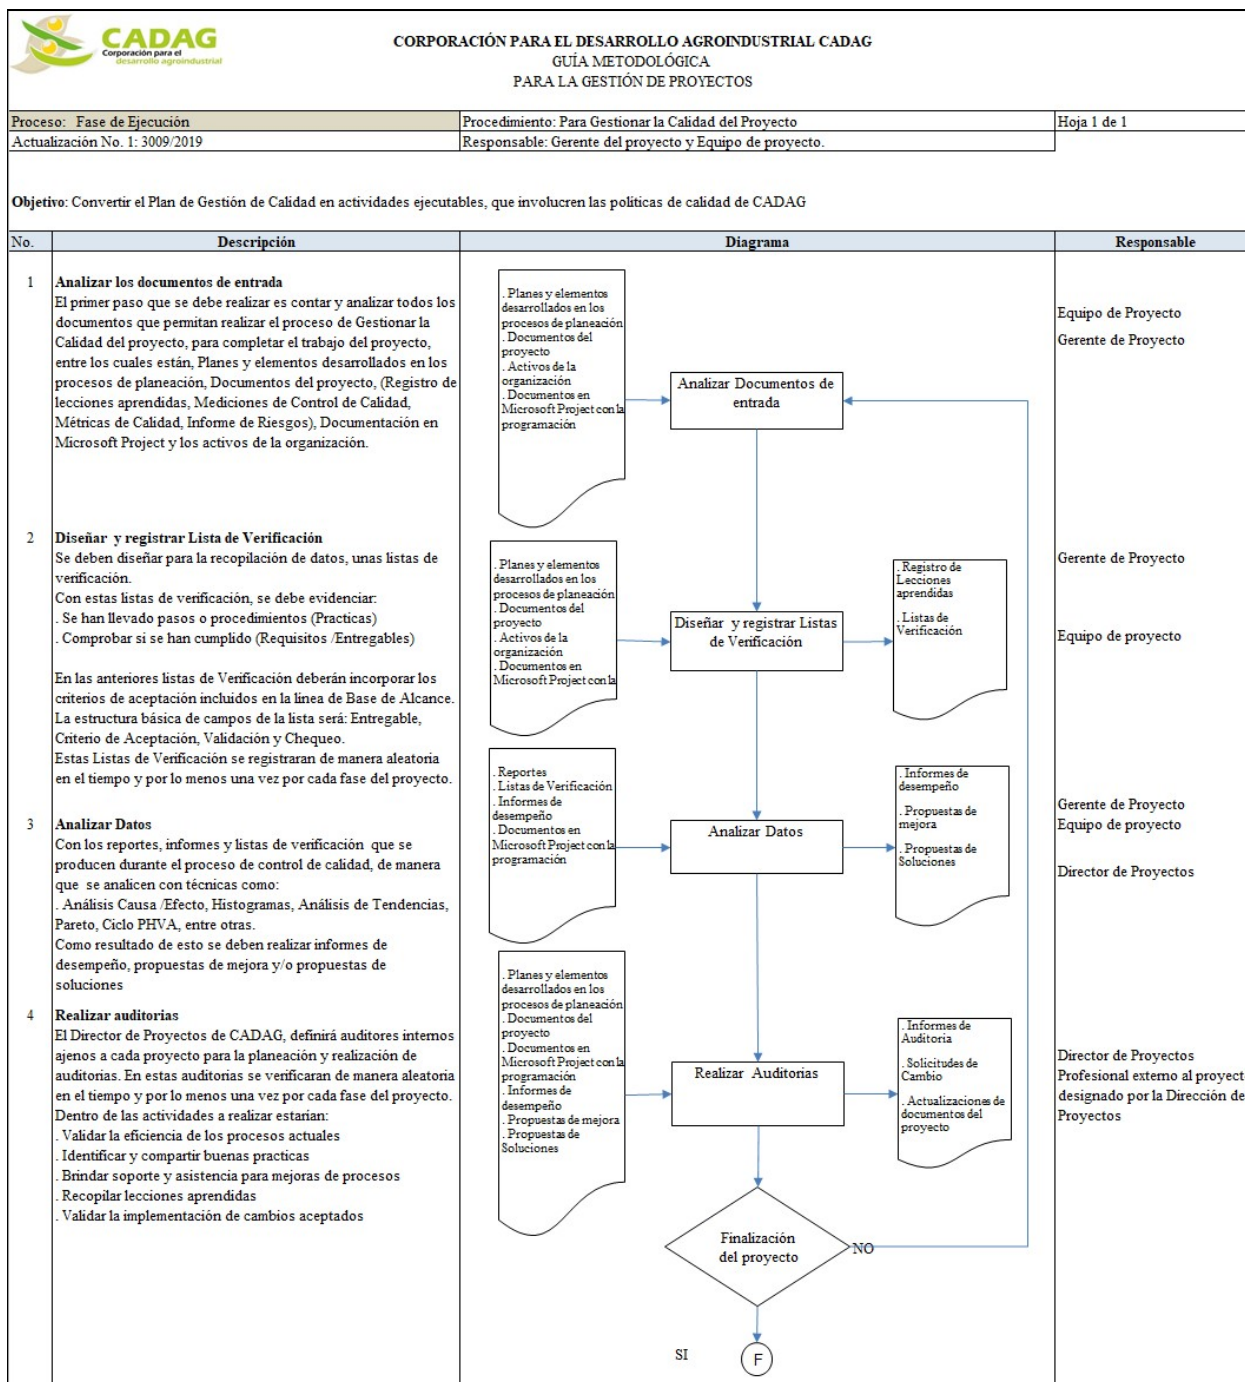 CADAG
Corporación para el
desarrollo agroindustrial
CORPORACIÓN PARA EL DESARROLLO AGROINDUSTRIAL CADAG
GUÍA METODOLÓGICA
PARA LA GESTIÓN DE PROYECTOS
Proceso: Fase de Ejecución
Procedimiento: Para Gestionar la Calidad del Proyecto
Hoja 1 de 1
Actualización No. 1: 3009/2019
Responsable: Gerente del proyecto y Equipo de proyecto.
Objetivo: Convertir el Plan de Gestión de Calidad en actividades ejecutables, que involucren las politicas de calidad de CADAG
No.
Descripción
Diagrama
Responsable
1
Analizar los documentos de entrada
El primer paso que se debe realizar es contar y analizar todos los
documentos que permitan realizar el proceso de Gestionar la
Calidad del proyecto, para completar el trabajo del proyecto,
entre los cuales están, Planes y elementos desarrollados en los
procesos de planeación, Documentos del proyecto, (Registro de
lecciones aprendidas, Mediciones de Control de Calidad,
Métricas de Calidad, Informe de Riesgos), Documentación en
Microsoft Project y los activos de la organización.
. Planes y elementos
desarrollados en los
procesos de planeación
. Documentos del
proyecto
. Activos de la
organización
. Documentos en
Microsoft Project con la
programación
Analizar Documentos de
entrada
Equipo de Proyecto
Gerente de Proyecto
2
Diseñar y registrar Lista de Verificación
Se deben diseñar para la recopilación de datos, unas listas de
verificación.
Con estas listas de verificación, se debe evidenciar:
. Se han llevado pasos o procedimientos (Practicas)
. Comprobar si se han cumplido (Requisitos /Entregables)
En las anteriores listas de Verificación deberán incorporar los
criterios de aceptación incluidos en la línea de Base de Alcance.
La estructura básica de campos de la lista será: Entregable,
Criterio de Aceptación, Validación y Chequeo.
Estas Listas de Verificación se registraran de manera aleatoria
en el tiempo y por lo menos una vez por cada fase del proyecto.
. Planes y elementos
desarrollados en los
procesos de planeación
. Documentos del
proyecto
. Activos de la
organización
. Documentos en
Microsoft Project con la
Diseñar y registrar Listas
de Verificación
. Registro de
Lecciones
aprendidas
. Listas de
Verificación
Gerente de Proyecto
Equipo de proyecto
3
Analizar Datos
Con los reportes, informes y listas de verificación que se
producen durante el proceso de control de calidad, de manera
que se analicen con técnicas como:
. Análisis Causa /Efecto, Histogramas, Análisis de Tendencias,
Pareto, Ciclo PHVA, entre otras.
Como resultado de esto se deben realizar informes de
desempeño, propuestas de mejora y/o propuestas de
soluciones
. Reportes
. Listas de Verificación
. Informes de
desempeño
. Documentos en
Microsoft Project con la
programación
Analizar Datos
. Informes de
desempeño
. Propuestas de
mejora
. Propuestas de
Soluciones
Gerente de Proyecto
Equipo de proyecto
Director de Proyectos
4
Realizar auditorias
El Director de Proyectos de CADAG, definirá auditores internos
ajenos a cada proyecto para la planeación y realización de
auditorias. En estas auditorias se verificaran de manera aleatoria
en el tiempo y por lo menos una vez por cada fase del proyecto.
Dentro de las actividades a realizar estarían:
. Validar la eficiencia de los procesos actuales
. Identificar y compartir buenas practicas
. Brindar soporte y asistencia para mejoras de procesos
. Recopilar lecciones aprendidas
. Validar la implementación de cambios aceptados
. Planes y elementos
desarrollados en los
procesos de planeación
. Documentos del
proyecto
. Documentos en
Microsoft Project con la
programación
. Informes de
desempeño
. Propuestas de mejora
. Propuestas de
Soluciones
Realizar Auditorias
. Informes de
Auditoria
. Solicitudes de
Cambio
. Actualizaciones de
documentos del
proyecto
Director de Proyectos
Profesional externo al proyect
designado por la Dirección de
Proyectos
Finalización
del proyecto
NO
SI
F